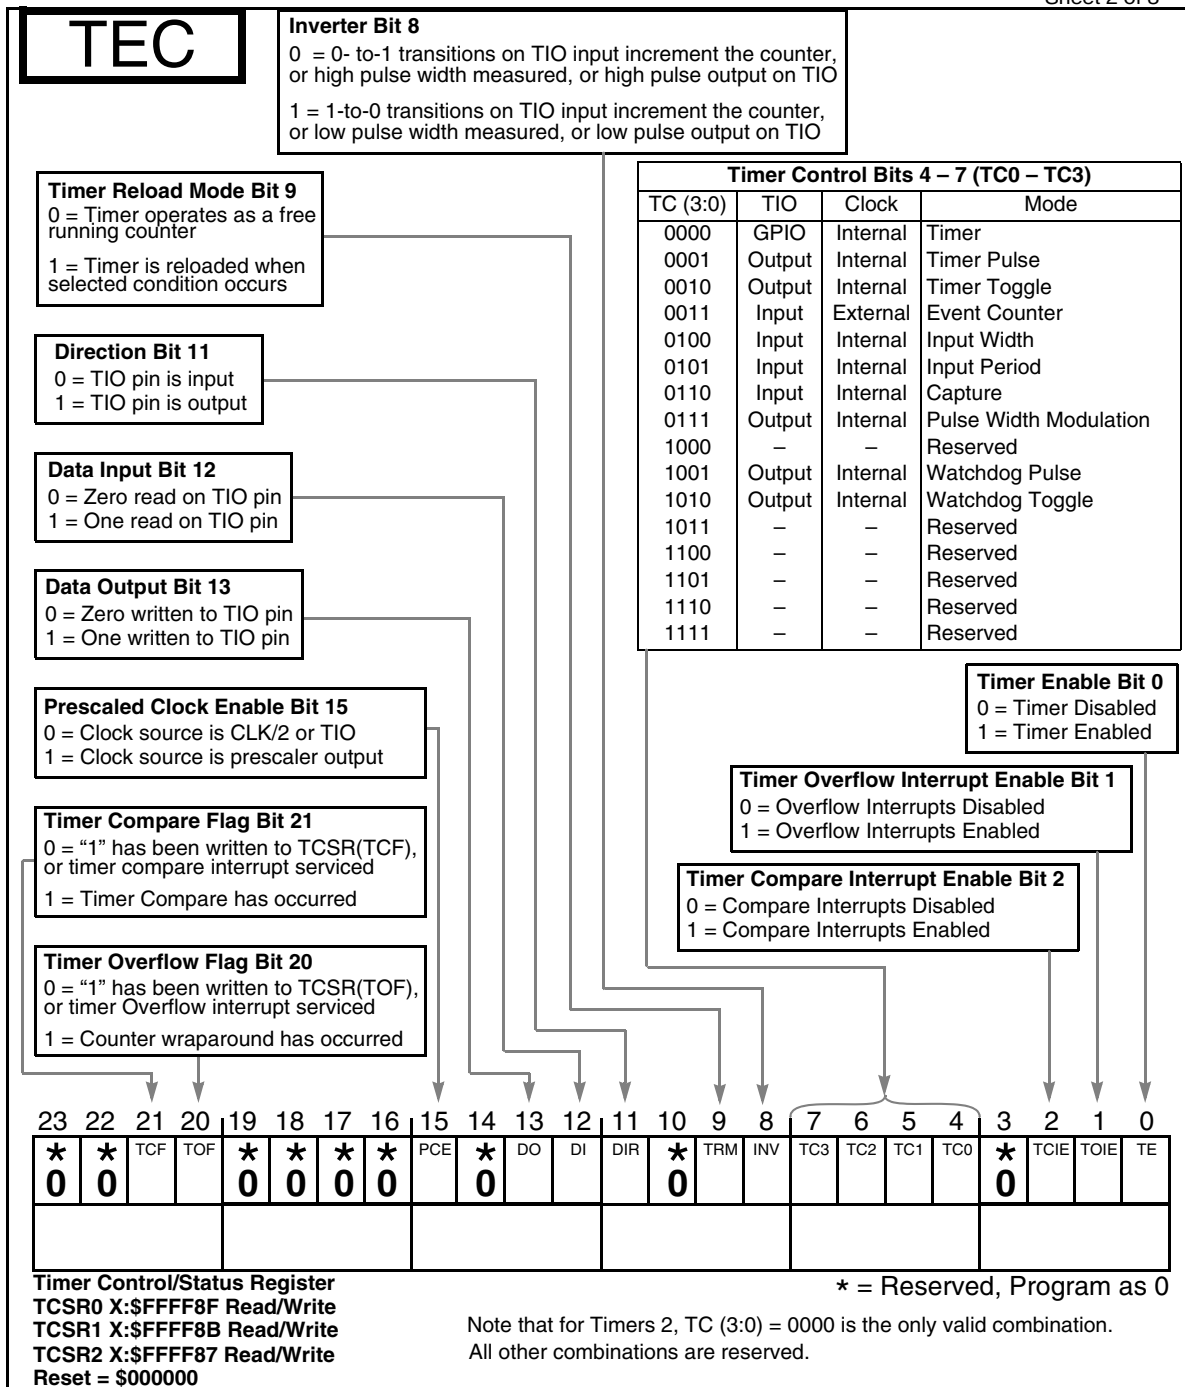 Sheet 2 of 3
TEC
Inverter Bit 8
0 = 0- to-1 transitions on TIO input increment the counter,
or high pulse width measured, or high pulse output on TIO
1 = 1-to-0 transitions on TIO input increment the counter,
or low pulse width measured, or low pulse output on TIO
Timer Reload Mode Bit 9
0 = Timer operates as a free
running counter
1 = Timer is reloaded when
selected condition occurs
Direction Bit 11
0 = TIO pin is input
1 = TIO pin is output
Data Input Bit 12
0 = Zero read on TIO pin
1 = One read on TIO pin
Data Output Bit 13
0 = Zero written to TIO pin
1 = One written to TIO pin
Prescaled Clock Enable Bit 15
0 = Clock source is CLK/2 or TIO
1 = Clock source is prescaler output
Timer Compare Flag Bit 21
0 = “1” has been written to TCSR(TCF),
or timer compare interrupt serviced
1 = Timer Compare has occurred
Timer Overflow Flag Bit 20
0 = “1” has been written to TCSR(TOF),
or timer Overflow interrupt serviced
1 = Counter wraparound has occurred
Timer Control Bits 4 – 7 (TC0 – TC3)
TC (3:0) TIO Clock Mode
0000 GPIO Internal Timer
0001 Output Internal Timer Pulse
0010 Output Internal Timer Toggle
0011 Input External Event Counter
0100 Input Internal Input Width
0101 Input Internal Input Period
0110 Input Internal Capture
0111 Output Internal Pulse Width Modulation
1000 – – Reserved
1001 Output Internal Watchdog Pulse
1010 Output Internal Watchdog Toggle
1011 – – Reserved
1100 – – Reserved
1101 – – Reserved
1110 – – Reserved
1111 – – Reserved
Timer Enable Bit 0
0 = Timer Disabled
1 = Timer Enabled
Timer Overflow Interrupt Enable Bit 1
0 = Overflow Interrupts Disabled
1 = Overflow Interrupts Enabled
Timer Compare Interrupt Enable Bit 2
0 = Compare Interrupts Disabled
1 = Compare Interrupts Enabled
23 22 21 20 19 18 17 16 15 14 13 12 11 10 9 8 7 6 5 4 3 2 1 0
* * TCF TOF * * * * PCE * DO DI DIR * TRM INV TC3 TC2 TC1 TC0 * TCIE TOIE TE
0 0 0 0 0 0 0 0 0
Timer Control/Status Register
TCSR0 X:$FFFF8F Read/Write
TCSR1 X:$FFFF8B Read/Write
TCSR2 X:$FFFF87 Read/Write
Reset = $000000
* = Reserved, Program as 0
Note that for Timers 2, TC (3:0) = 0000 is the only valid combination.
All other combinations are reserved.